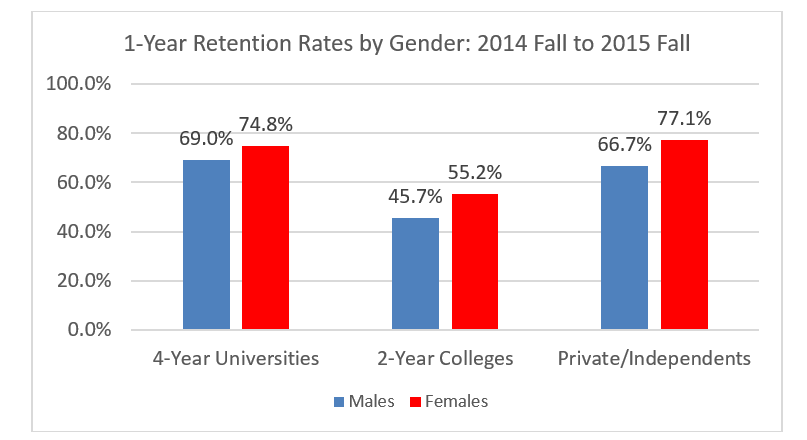 1-Year Retention Rates by Gender: 2014 Fall to 2015 Fall
100.0%
80.0%
60.0%
40.0%
20.0%
0.0%
69.0%
74.8%
45.7%
55.2%
66.7%
77.1%
4-Year Universities
2-Year Colleges
Private/Independents
Males
Females